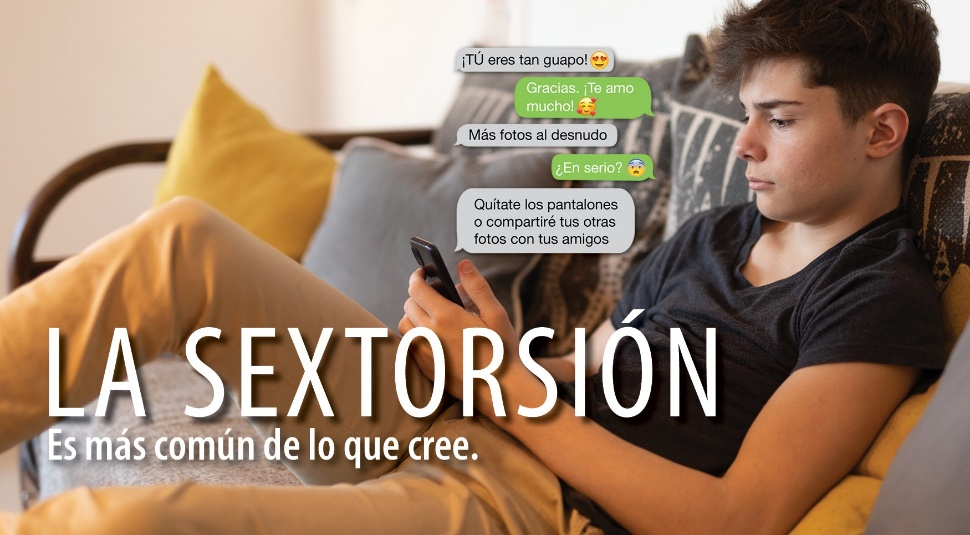 ¡TÚ eres tan guapo!😍
Gracias. ¡Te amo
mucho!🥰
Más fotos al desnudo
¿En serio? 😨
Quítate los pantalones
o compartiré tus otras
fotos con tus amigos
LA SEXTORSIÓN
Es más común de lo que cree.